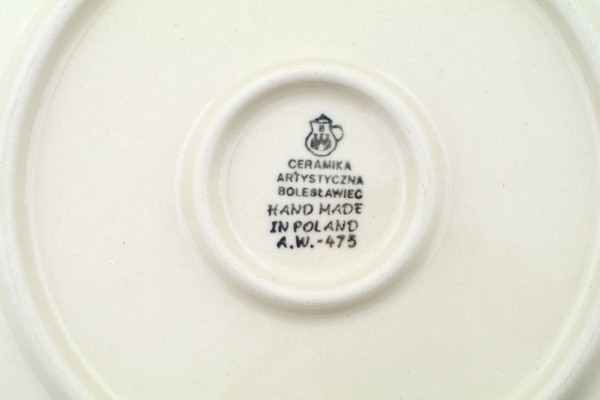 B
CERAMIKA
ARTYSTYCZNA
BOLESŁAWIEC
HAND MADE
IN POLAND
A.W.-475